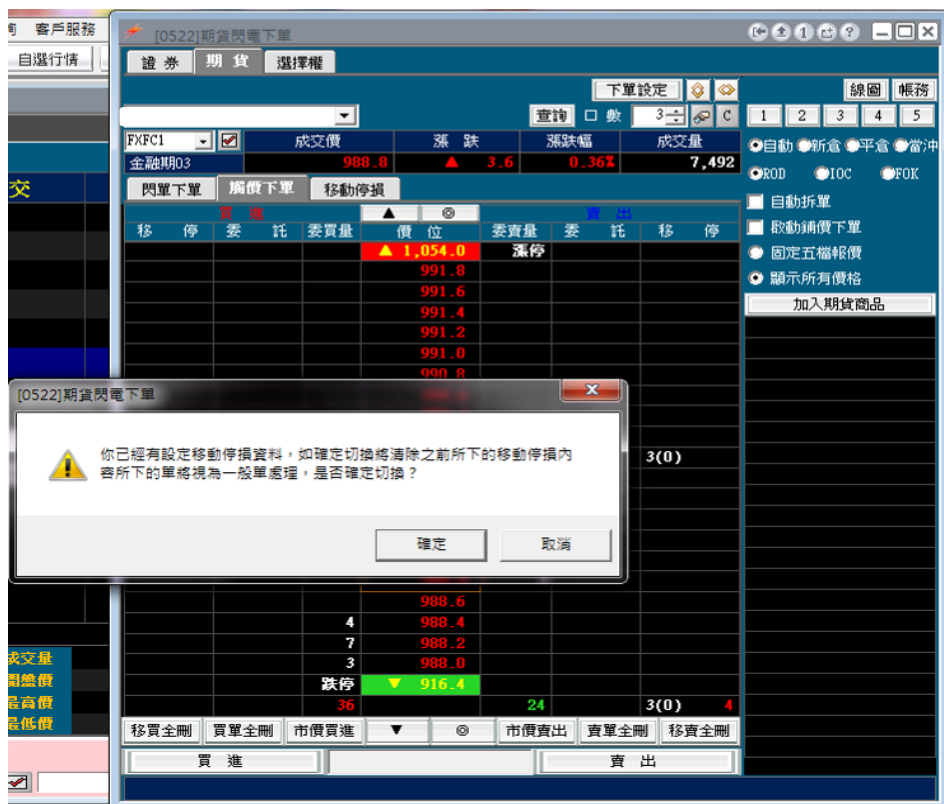 客戶服務
[0522]期貨閃電下單
自選行情
證 券
期 貨
選擇權
下單設定
線圖
帳務
查詢
口 數
3
C
1
2
3
4
5
FXFC1
成交價
漲 跌
漲跌幅
成交量
金融期03
988.8
▲
3.6
0.36%
7,492
自動
新倉
平倉
當沖
ROD
IOC
FOK
交
閃單下單
觸價下單
移動停損
自動拆單
買 進
▲
◎
賣 出
啟動鋪價下單
移 停
委 託
委買量
價 位
委賣量
委 託
移 停
固定五檔報價
▲ 1,054.0
漲停
顯示所有價格
991.8
加入期貨商品
991.6
991.4
991.2
991.0
990.8
[0522]期貨閃電下單
你已經有設定移動停損資料，如確定切換將清除之前所下的移動停損內
容所下的單將視為一般單處理，是否確定切換？
3(0)
確定
取消
988.6
4
988.4
7
988.2
3
988.0
跌停
▼ 916.4
36
24
3(0)
4
成交量
開盤價
最高價
最低價
移買全刪
買單全刪
市價買進
▼
◎
市價賣出
賣單全刪
移賣全刪
買 進
賣 出